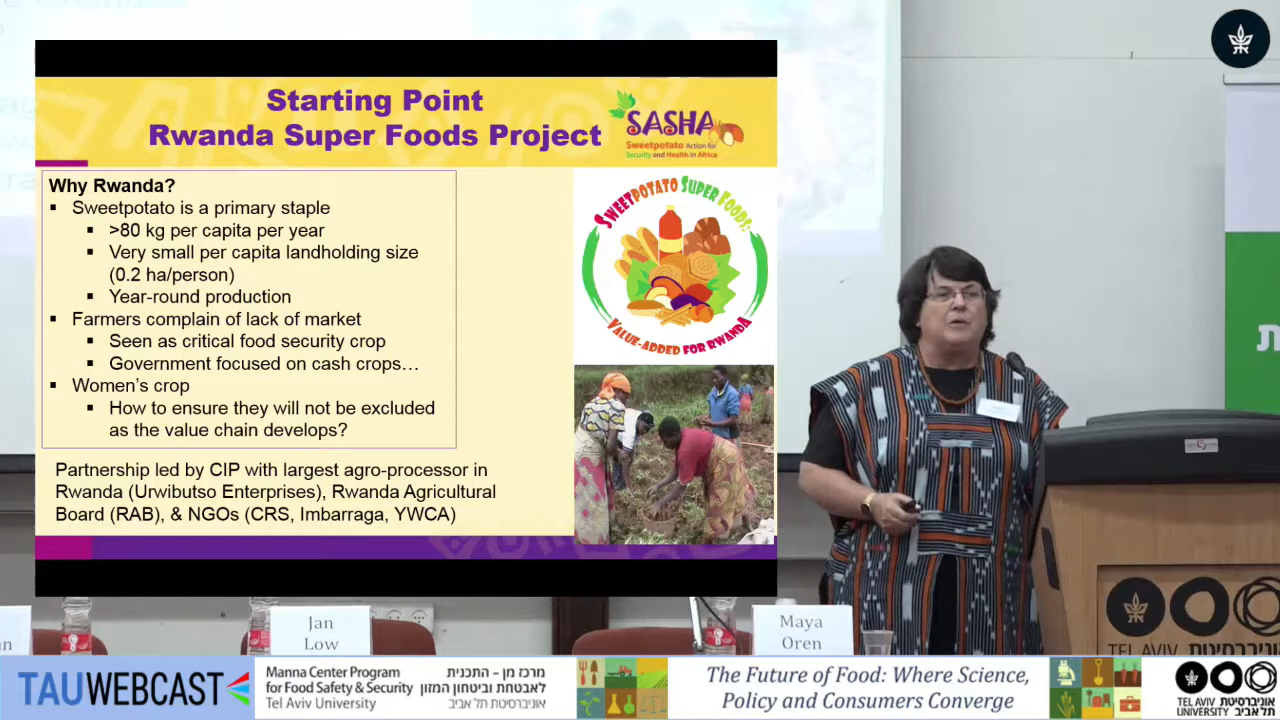 Starting Point
Rwanda Super Foods Project
SASHA
Sweetpotato Action for
Security and Health in Africa
Why Rwanda?
▪ Sweetpotato is a primary staple
▪ >80 kg per capita per year
▪ Very small per capita landholding size
(0.2 ha/person)
▪ Year-round production
▪ Farmers complain of lack of market
▪ Seen as critical food security crop
▪ Government focused on cash crops…
▪ Women's crop
▪ How to ensure they will not be excluded
as the value chain develops?
Partnership led by CIP with largest agro-processor in
Rwanda (Urwibutso Enterprises), Rwanda Agricultural
Board (RAB), & NGOs (CRS, Imbarraga, YWCA)
SWEETPOTATO SUPER FOODS:
VALUE-ADDED FOR RWANDA
Jan
Low
Maya
Oren
TEL AVIV
UNIVERSITY
אוניברסיטת
TAUWEBCAST
Manna Center Program
for Food Safety & Security
Tel Aviv University
מרכז מן - התכנית
לאבטחת וביטחון המזון
אוניברסיטת תל אביב
The Future of Food: Where Science,
Policy and Consumers Converge
TEL AVIV אוניברסיטת
UNIVERSITY תל אביב